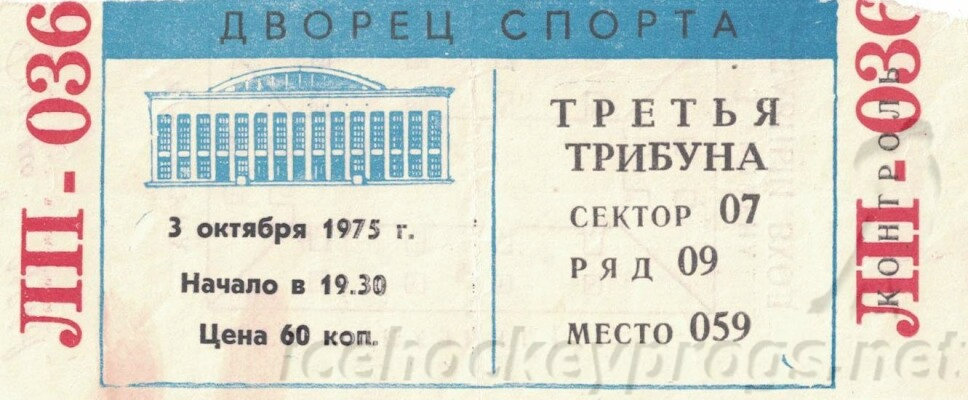 ДВОРЕЦ СПОРТА
ЛП-036
3 октября 1975 г.
Начало в 19.30
Цена 60 коп.
ТРЕТЬЯ
ТРИБУНА
СЕКТОР 07
РЯД 09
МЕСТО 059
ЛП-036
КОНТРОЛЬ
icehockeyprogs.net